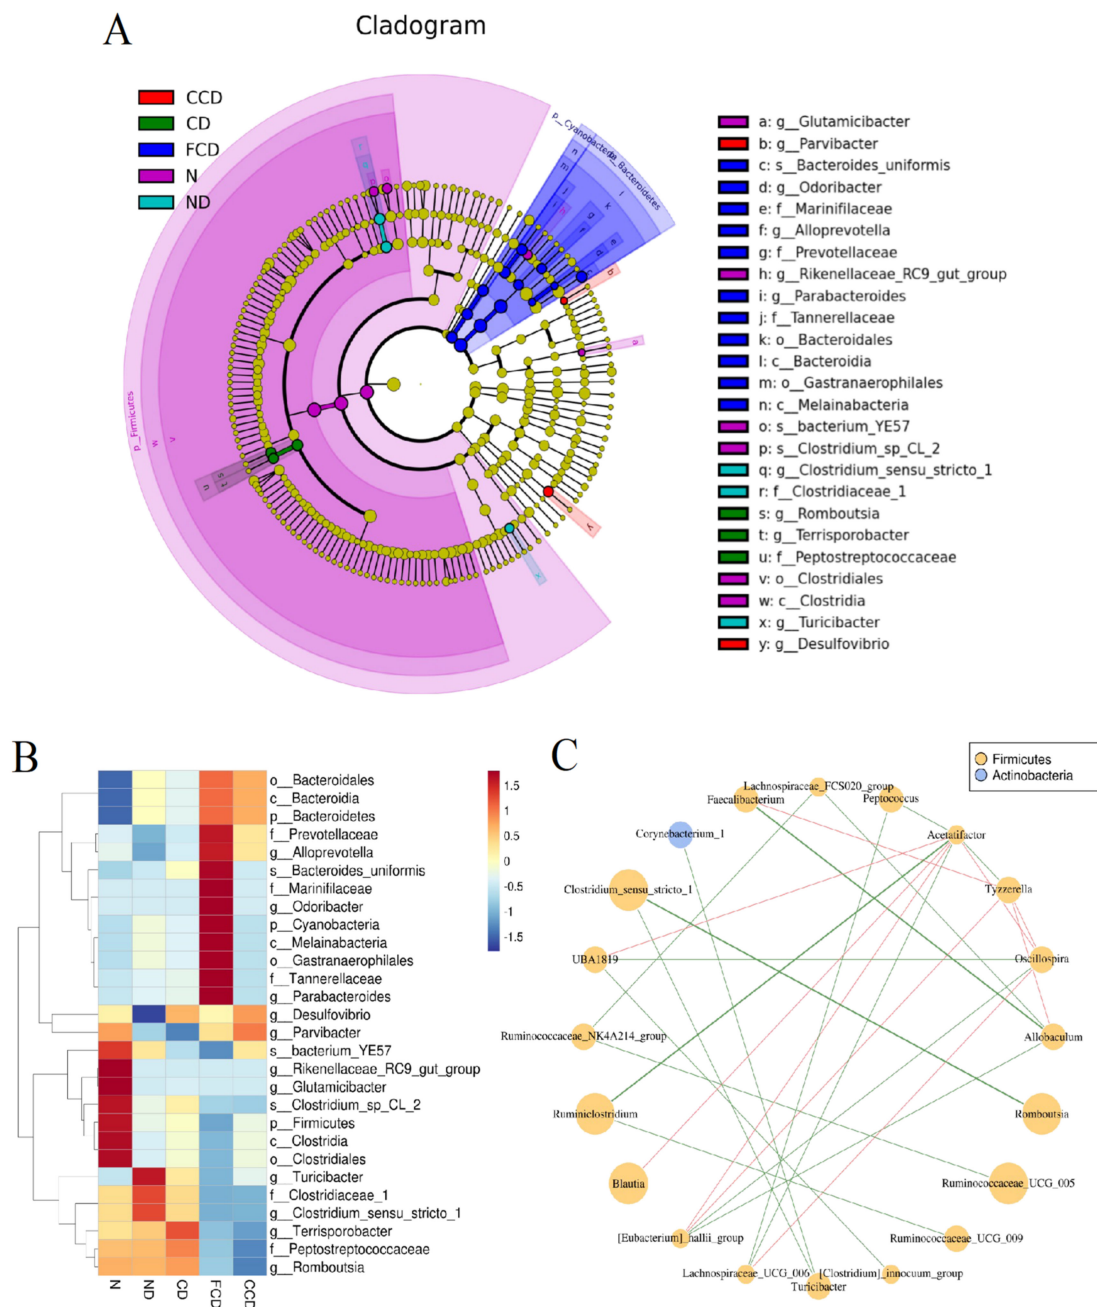 A
Cladogram
CCD
CD
FCD
N
ND
p__Cyanobacteria
p__Bacteroidetes
p__Firmicutes
v
w
n
m
l
k
i
g
e
b
a
y
x
u
s
a: g__Glutamicibacter
b: g__Parvibacter
c: s__Bacteroides_uniformis
d: g__Odoribacter
e: f__Marinifilaceae
f: g__Alloprevotella
g: f__Prevotellaceae
h: g__Rikenellaceae_RC9_gut_group
i: g__Parabacteroides
j: f__Tannerellaceae
k: o__Bacteroidales
l: c__Bacteroidia
m: o__Gastranaerophilales
n: c__Melainabacteria
o: s__bacterium_YE57
p: s__Clostridium_sp_CL_2
q: g__Clostridium_sensu_stricto_1
r: f__Clostridiaceae_1
s: g__Romboutsia
t: g__Terrisporobacter
u: f__Peptostreptococcaceae
v: o__Clostridiales
w: c__Clostridia
x: g__Turicibacter
y: g__Desulfovibrio
B
o__Bacteroidales
c__Bacteroidia
p__Bacteroidetes
f__Prevotellaceae
g__Alloprevotella
s__Bacteroides_uniformis
f__Marinifilaceae
g__Odoribacter
p__Cyanobacteria
c__Melainabacteria
o__Gastranaerophilales
f__Tannerellaceae
g__Parabacteroides
g__Desulfovibrio
g__Parvibacter
s__bacterium_YE57
g__Rikenellaceae_RC9_gut_group
g__Glutamicibacter
s__Clostridium_sp_CL_2
p__Firmicutes
c__Clostridia
o__Clostridiales
g__Turicibacter
f__Clostridiaceae_1
g__Clostridium_sensu_stricto_1
g__Terrisporobacter
f__Peptostreptococcaceae
g__Romboutsia
N
ND
CD
FCD
CCD
1.5
1
0.5
0
-0.5
-1
-1.5
C
Firmicutes
Actinobacteria
Lachnospiraceae_FCS020_group
Faecalibacterium
Peptococcus
Corynebacterium_1
Acetatifactor
Clostridium_sensu_stricto_1
Tyzzerella
UBA1819
Oscillospira
Ruminococcaceae_NK4A214_group
Allobaculum
Ruminiclostridium
Romboutsia
Blautia
Ruminococcaceae_UCG_005
[Eubacterium]_hallii_group
Ruminococcaceae_UCG_009
Lachnospiraceae_UCG_006
[Clostridium]_innocuum_group
Turicibacter